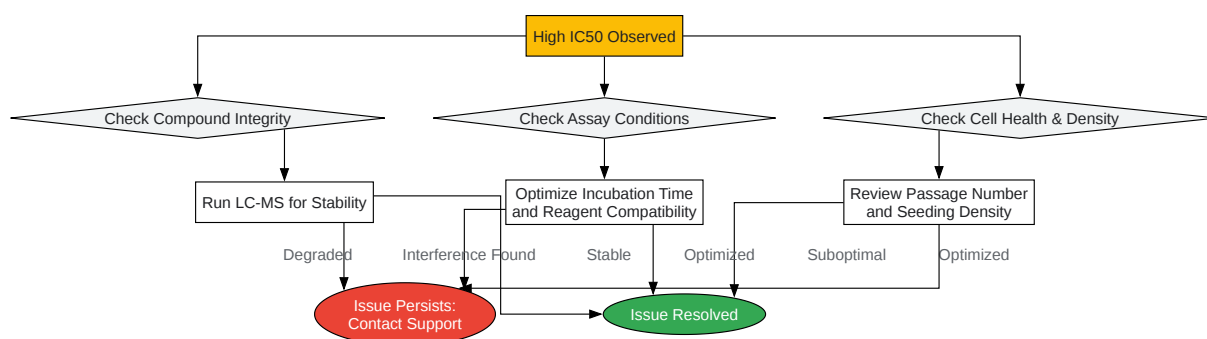 High IC50 Observed
Check Compound Integrity
Check Assay Conditions
Check Cell Health & Density
Run LC-MS for Stability
Optimize Incubation Time
and Reagent Compatibility
Review Passage Number
and Seeding Density
Degraded
Interference Found
Stable
Optimized
Suboptimal
Optimized
Issue Persists:
Contact Support
Issue Resolved